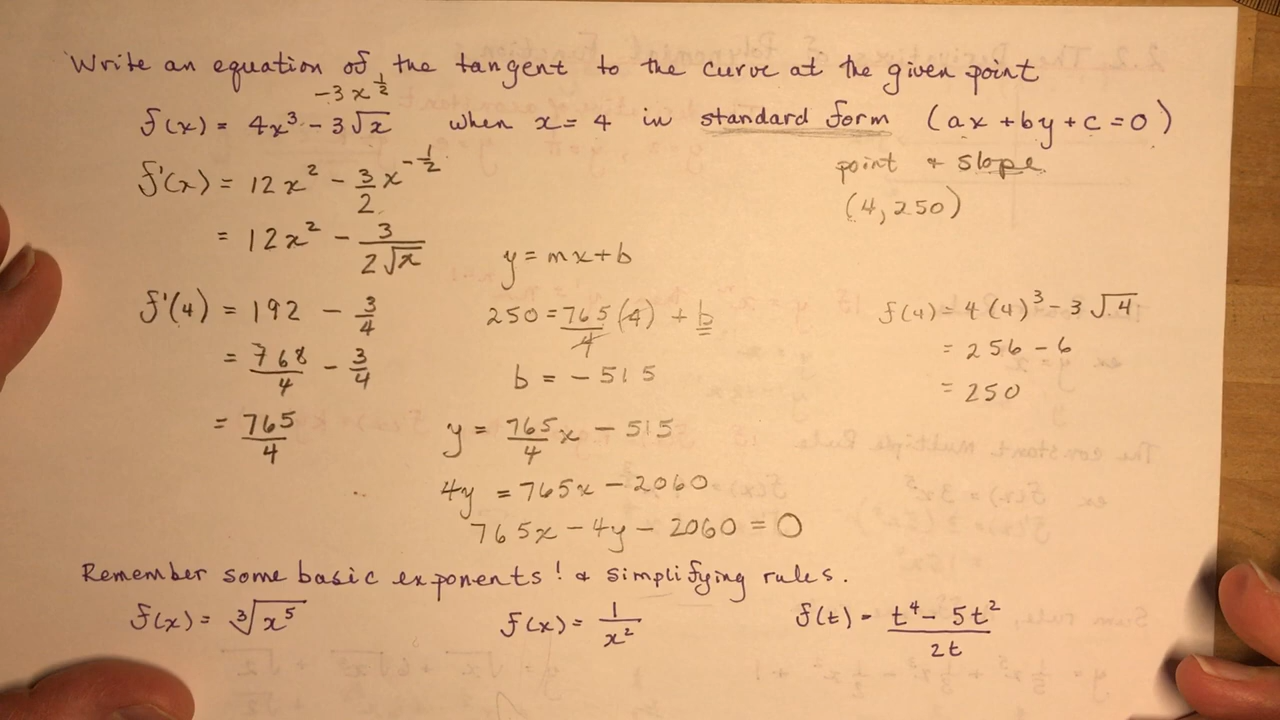 Write an equation of the tangent to the curve at the given point
-3x^{1/2}
f(x) = 4x³ - 3√x when x = 4 in standard form (ax + by + c = 0)
point & slope
(4, 250)
f'(x) = 12x² - 3/2 x^{-1/2}
= 12x² - 3/(2√x)
f'(4) = 192 - 3/4
= 768/4 - 3/4
= 765/4
y = mx + b
250 = 765/4 (4) + b
b = -515
y = 765/4 x - 515
4y = 765x - 2060
765x - 4y - 2060 = 0
f(4) = 4(4)³ - 3√4
= 256 - 6
= 250
Remember some basic exponents! & simplifying rules.
f(x) = ∛x⁵ f(x) = 1/x² f(t) = (t⁴ - 5t²)/2t